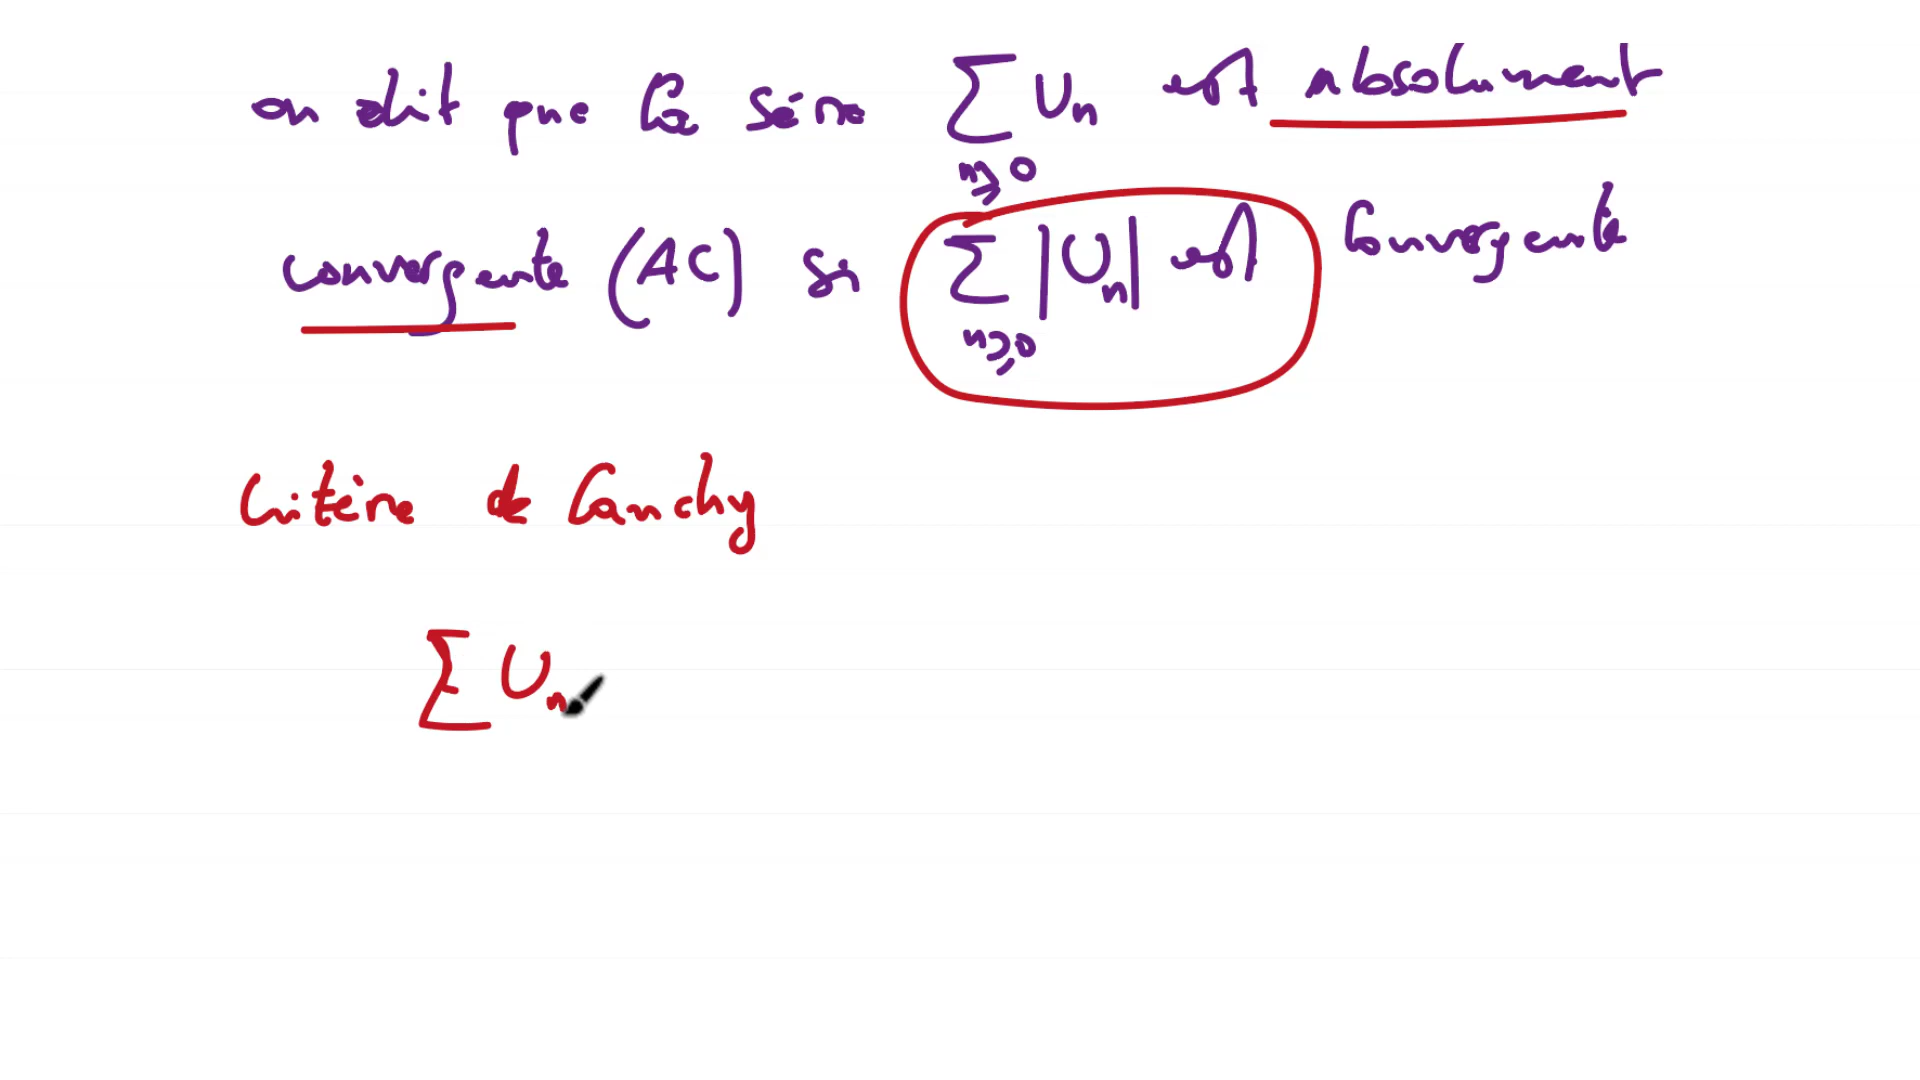 on dit que la série ∑ Un est absolument
n≥0
convergente (AC) si ∑ |Un| est convergente
n≥0
Critère de Cauchy
∑ Un